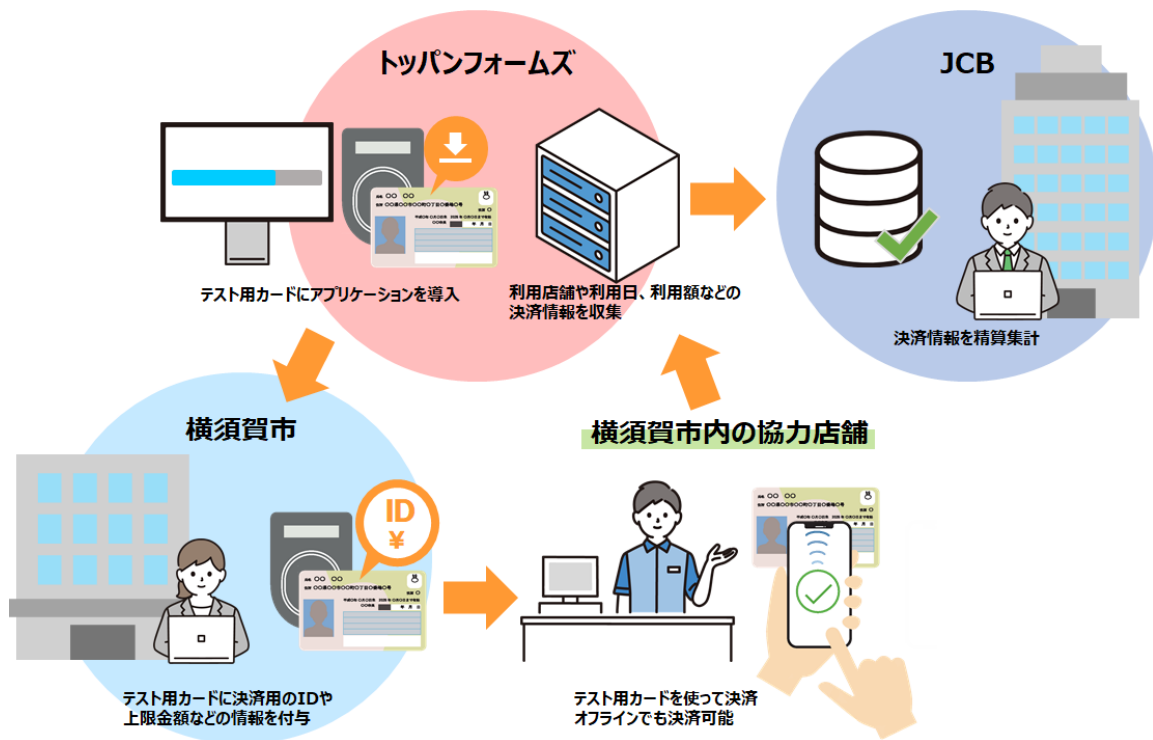 トッパンフォームズ
JCB
テスト用カードにアプリケーションを導入
利用店舗や利用日、利用額などの
決済情報を収集
決済情報を精算集計
横須賀市
横須賀市内の協力店舗
ID
¥
テスト用カードに決済用のIDや
上限金額などの情報を付与
テスト用カードを使って決済
オフラインでも決済可能